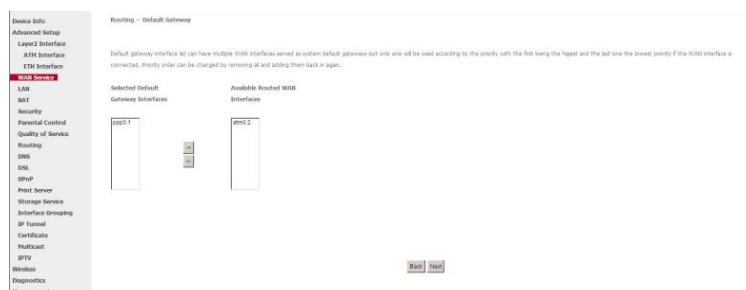 Device Info
Advanced Setup
Layer2 Interface
ATM Interface
ETH Interface
WAN Service
LAN
NAT
Security
Parental Control
Quality of Service
Routing
DNS
DSL
UPnP
Print Server
Storage Service
Interface Grouping
IP Tunnel
Certificate
Multicast
IPTV
Wireless
Diagnostics
Routing -- Default Gateway
Default gateway interface list can have multiple WAN interfaces served as system default gateways but only one will be used according to the priority with the first being the higest and the last one the lowest priority if the WAN interface is
connected. Priority order can be changed by removing all and adding them back in again.
Selected Default
Gateway Interfaces
Available Routed WAN
Interfaces
ppp0.1
->
<-
atm0.2
Back Next